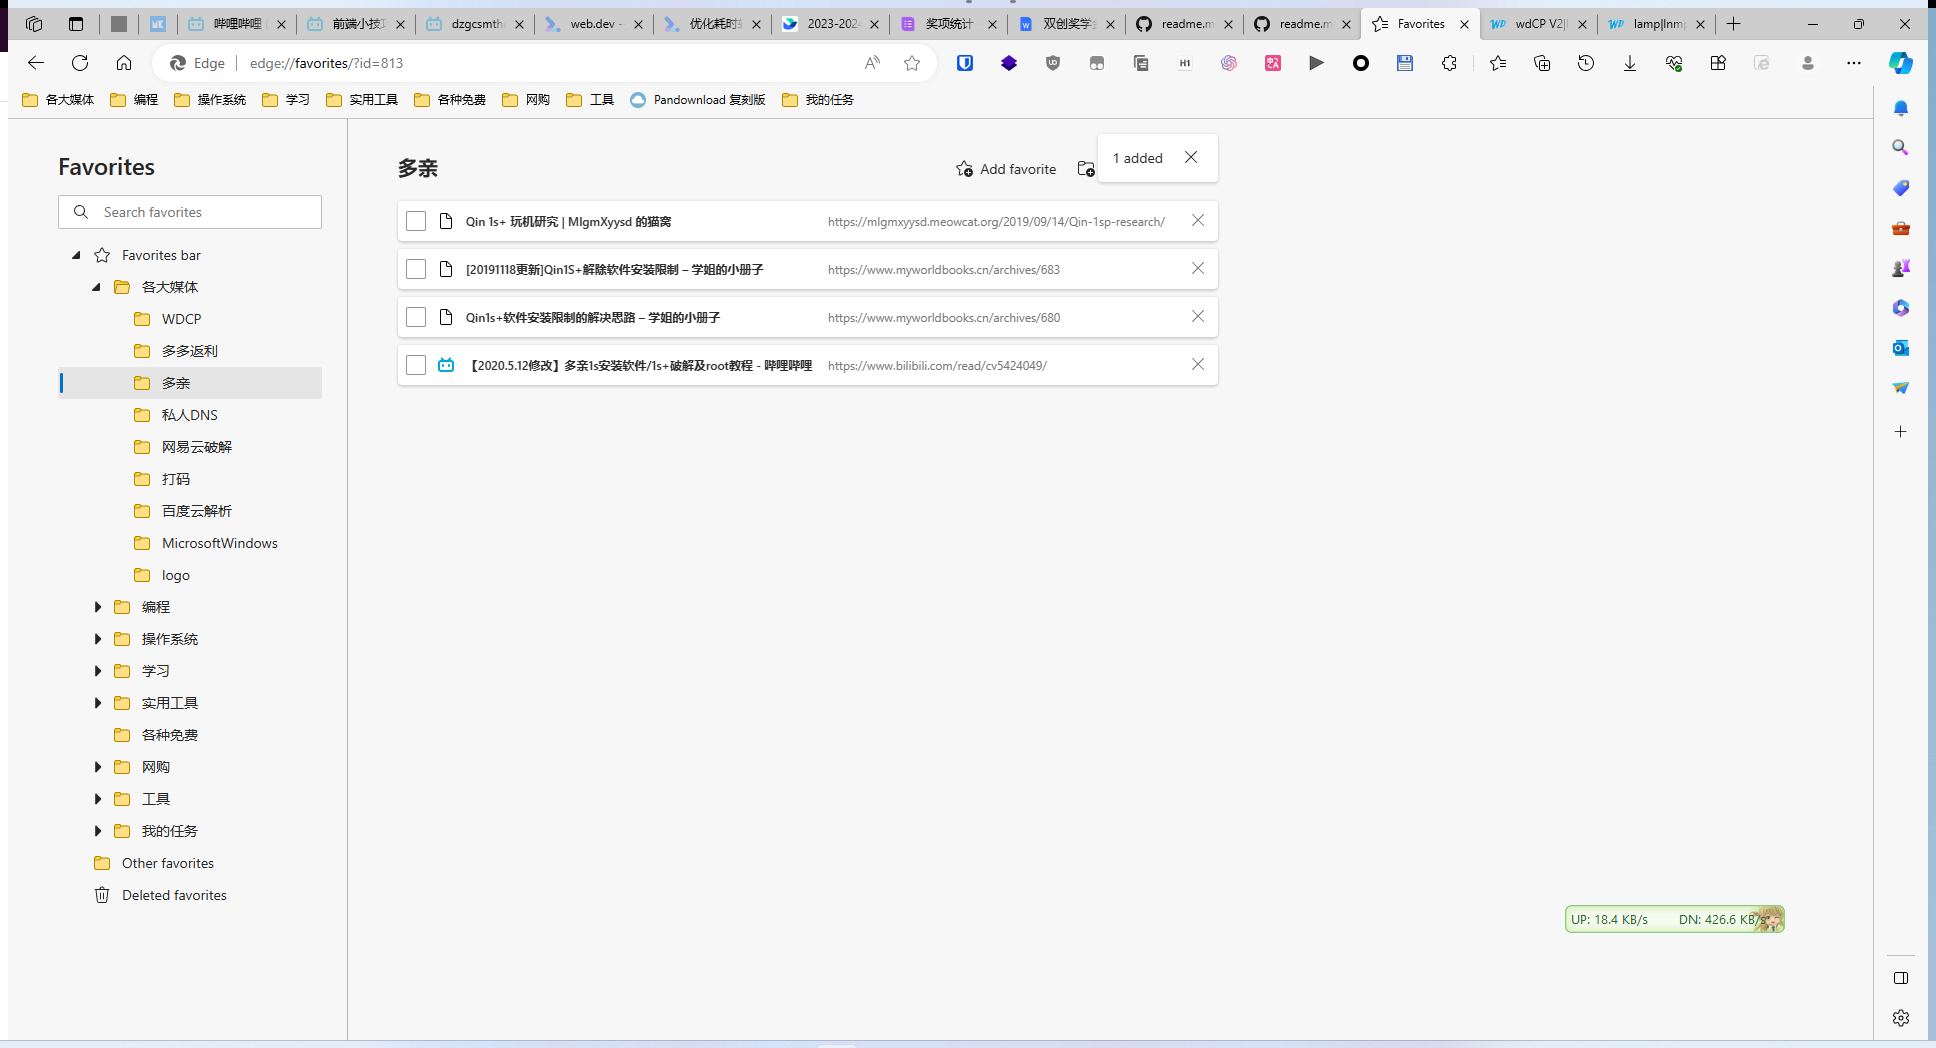 哔哩哔哩
前端小技
dzgcsmthr
web.dev
优化耗时
2023-202
奖项统计
双创奖学
readme.m
readme.m
Favorites
wdCP V2|
lamp|lnm
Edge
edge://favorites/?id=813
H1
各大媒体
编程
操作系统
学习
实用工具
各种免费
网购
工具
Pandownload 复刻版
我的任务
Favorites
Search favorites
Favorites bar
各大媒体
WDCP
多多返利
多亲
私人DNS
网易云破解
打码
百度云解析
MicrosoftWindows
logo
编程
操作系统
学习
实用工具
各种免费
网购
工具
我的任务
Other favorites
Deleted favorites
多亲
Add favorite
1 added
Qin 1s+ 玩机研究 | MlgmXyysd 的猫窝
https://mlgmxyysd.meowcat.org/2019/09/14/Qin-1sp-research/
[20191118更新]Qin1S+解除软件安装限制 – 学姐的小册子
https://www.myworldbooks.cn/archives/683
Qin1s+软件安装限制的解决思路 – 学姐的小册子
https://www.myworldbooks.cn/archives/680
【2020.5.12修改】多亲1s安装软件/1s+破解及root教程 - 哔哩哔哩
https://www.bilibili.com/read/cv5424049/
UP: 18.4 KB/s DN: 426.6 KB/s